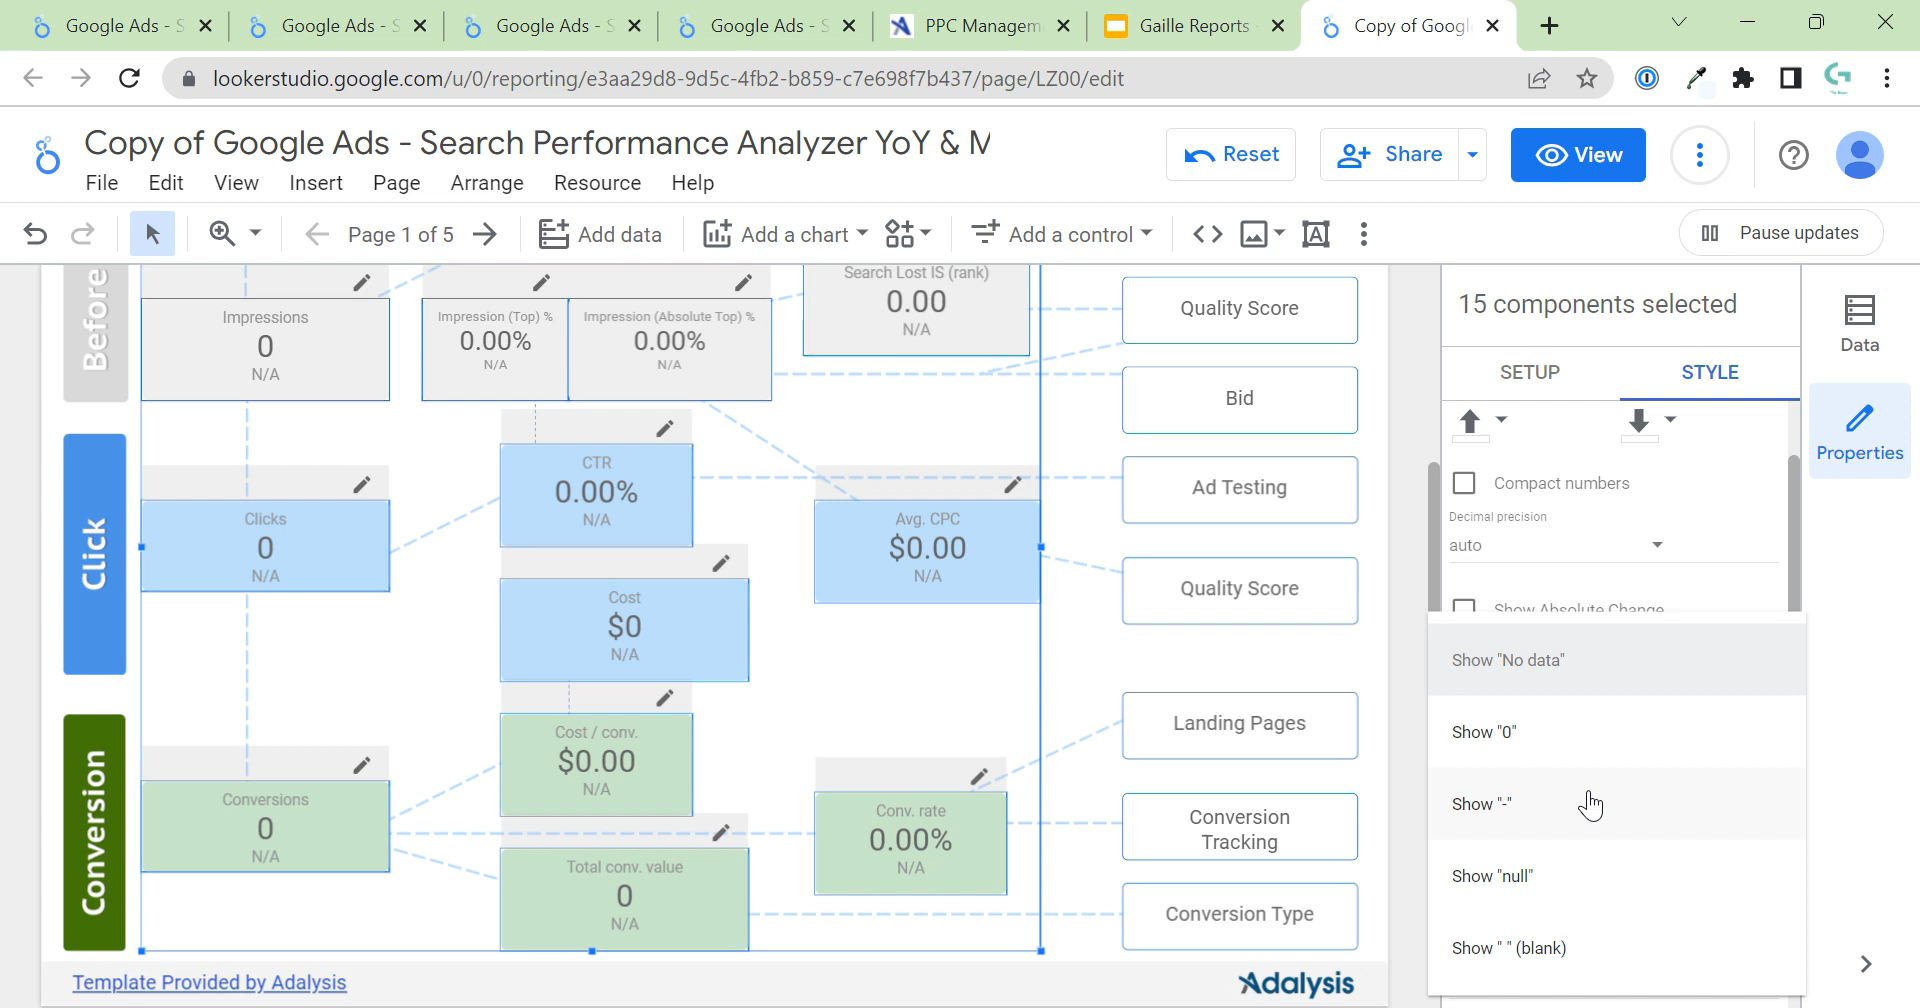 Google Ads - S
Google Ads - S
Google Ads - S
Google Ads - S
PPC Managem
Gaille Reports
Copy of Googl
lookerstudio.google.com/u/0/reporting/e3aa29d8-9d5c-4fb2-b859-c7e698f7b437/page/LZ00/edit
Copy of Google Ads - Search Performance Analyzer YoY & M
Reset
Share
View
File Edit View Insert Page Arrange Resource Help
Page 1 of 5
Add data
Add a chart
Add a control
Pause updates
Before
Impressions
0
N/A
Impression (Top) %
0.00%
N/A
Impression (Absolute Top) %
0.00%
N/A
Search Lost IS (rank)
0.00
N/A
Quality Score
Bid
Click
Clicks
0
N/A
CTR
0.00%
N/A
Cost
$0
N/A
Avg. CPC
$0.00
N/A
Ad Testing
Quality Score
Conversion
Conversions
0
N/A
Cost / conv.
$0.00
N/A
Total conv. value
0
N/A
Conv. rate
0.00%
N/A
Landing Pages
Conversion
Tracking
Conversion Type
Template Provided by Adalysis
Adalysis
15 components selected
SETUP
STYLE
Compact numbers
Decimal precision
auto
Show Absolute Change
Show "No data"
Show "0"
Show "-"
Show "null"
Show " " (blank)
Data
Properties